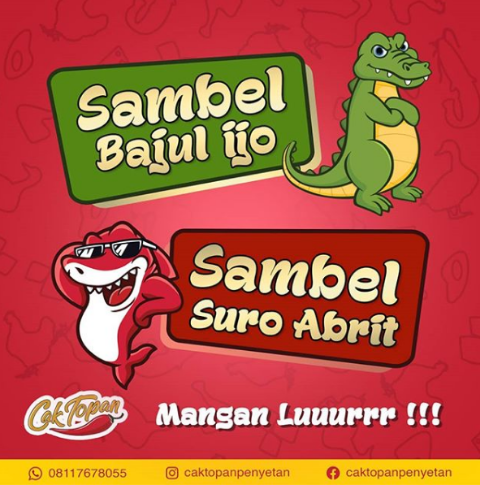 Sambel
Bajul ijo
Sambel
Suro Abrit
Cak Topan
Mangan Luuurrr !!!
08117678055
caktopanpenyetan
caktopanpenyetan